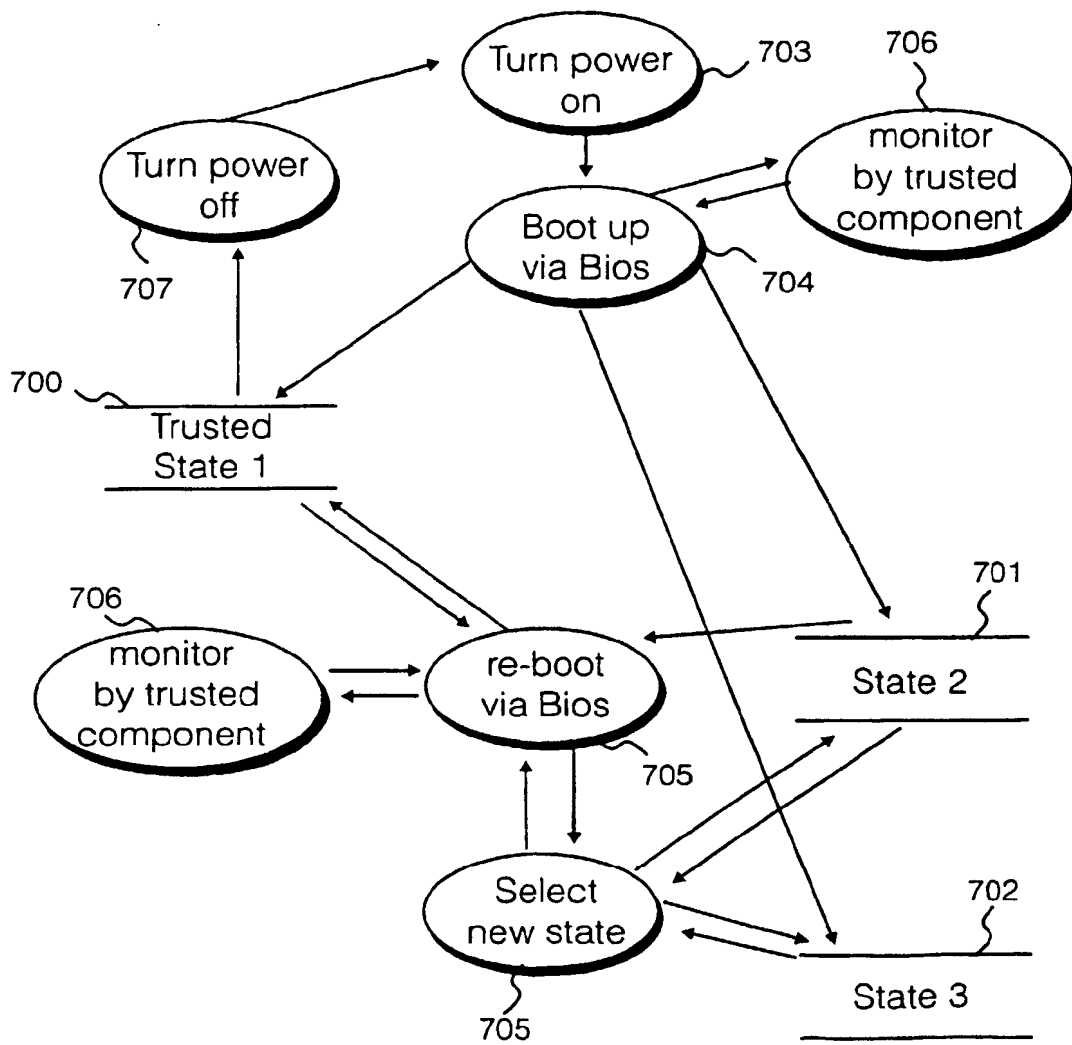 Turn power
on
703
706
monitor
by trusted
component
Turn power
off
707
Boot up
via Bios
704
700
Trusted
State 1
701
State 2
706
monitor
by trusted
component
re-boot
via Bios
705
Select
new state
705
702
State 3